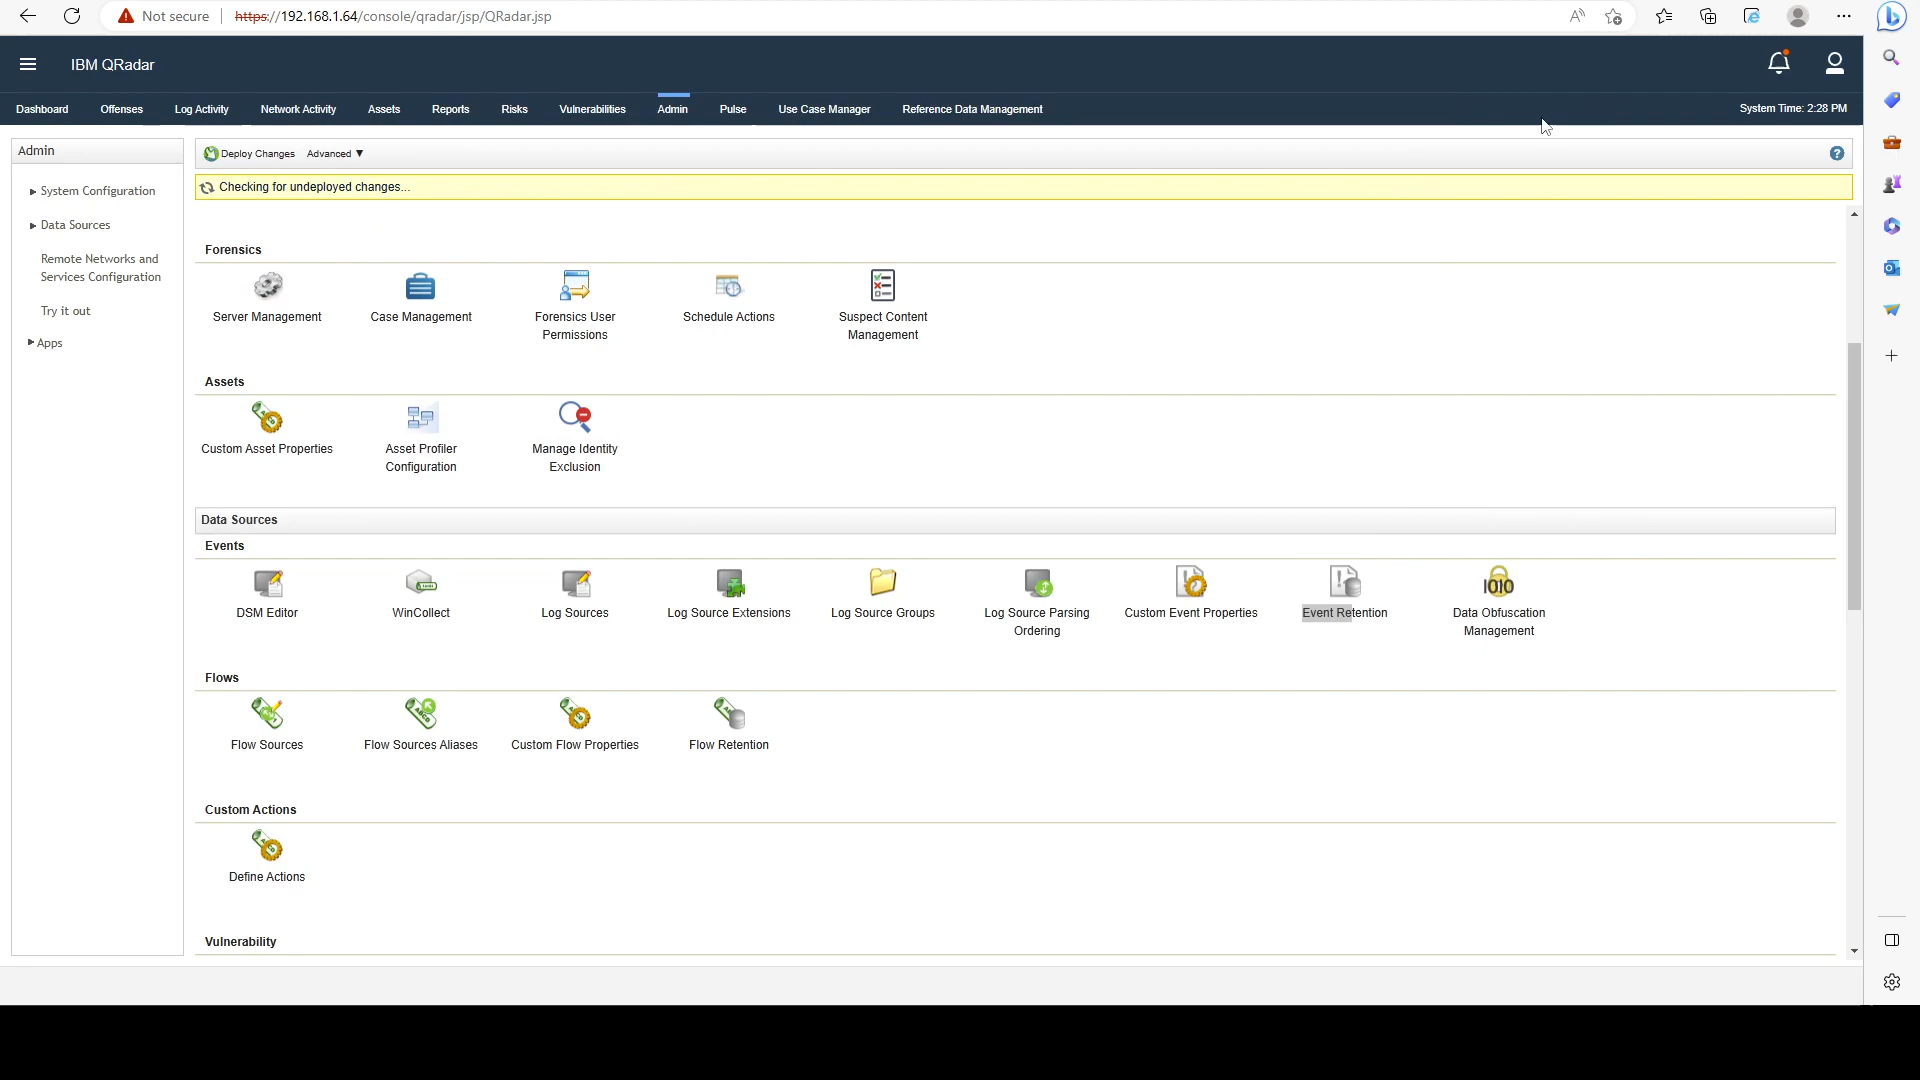 Not secure
https://192.168.1.64/console/qradar/jsp/QRadar.jsp
IBM QRadar
Dashboard
Offenses
Log Activity
Network Activity
Assets
Reports
Risks
Vulnerabilities
Admin
Pulse
Use Case Manager
Reference Data Management
System Time: 2:28 PM
Admin
System Configuration
Data Sources
Remote Networks and
Services Configuration
Try it out
Apps
Deploy Changes
Advanced ▼
?
Checking for undeployed changes...
Forensics
Server Management
Case Management
Forensics User
Permissions
Schedule Actions
Suspect Content
Management
Assets
Custom Asset Properties
Asset Profiler
Configuration
Manage Identity
Exclusion
Data Sources
Events
DSM Editor
WinCollect
Log Sources
Log Source Extensions
Log Source Groups
Log Source Parsing
Ordering
Custom Event Properties
Event Retention
1010
Data Obfuscation
Management
Flows
Flow Sources
Flow Sources Aliases
Custom Flow Properties
Flow Retention
Custom Actions
Define Actions
Vulnerability